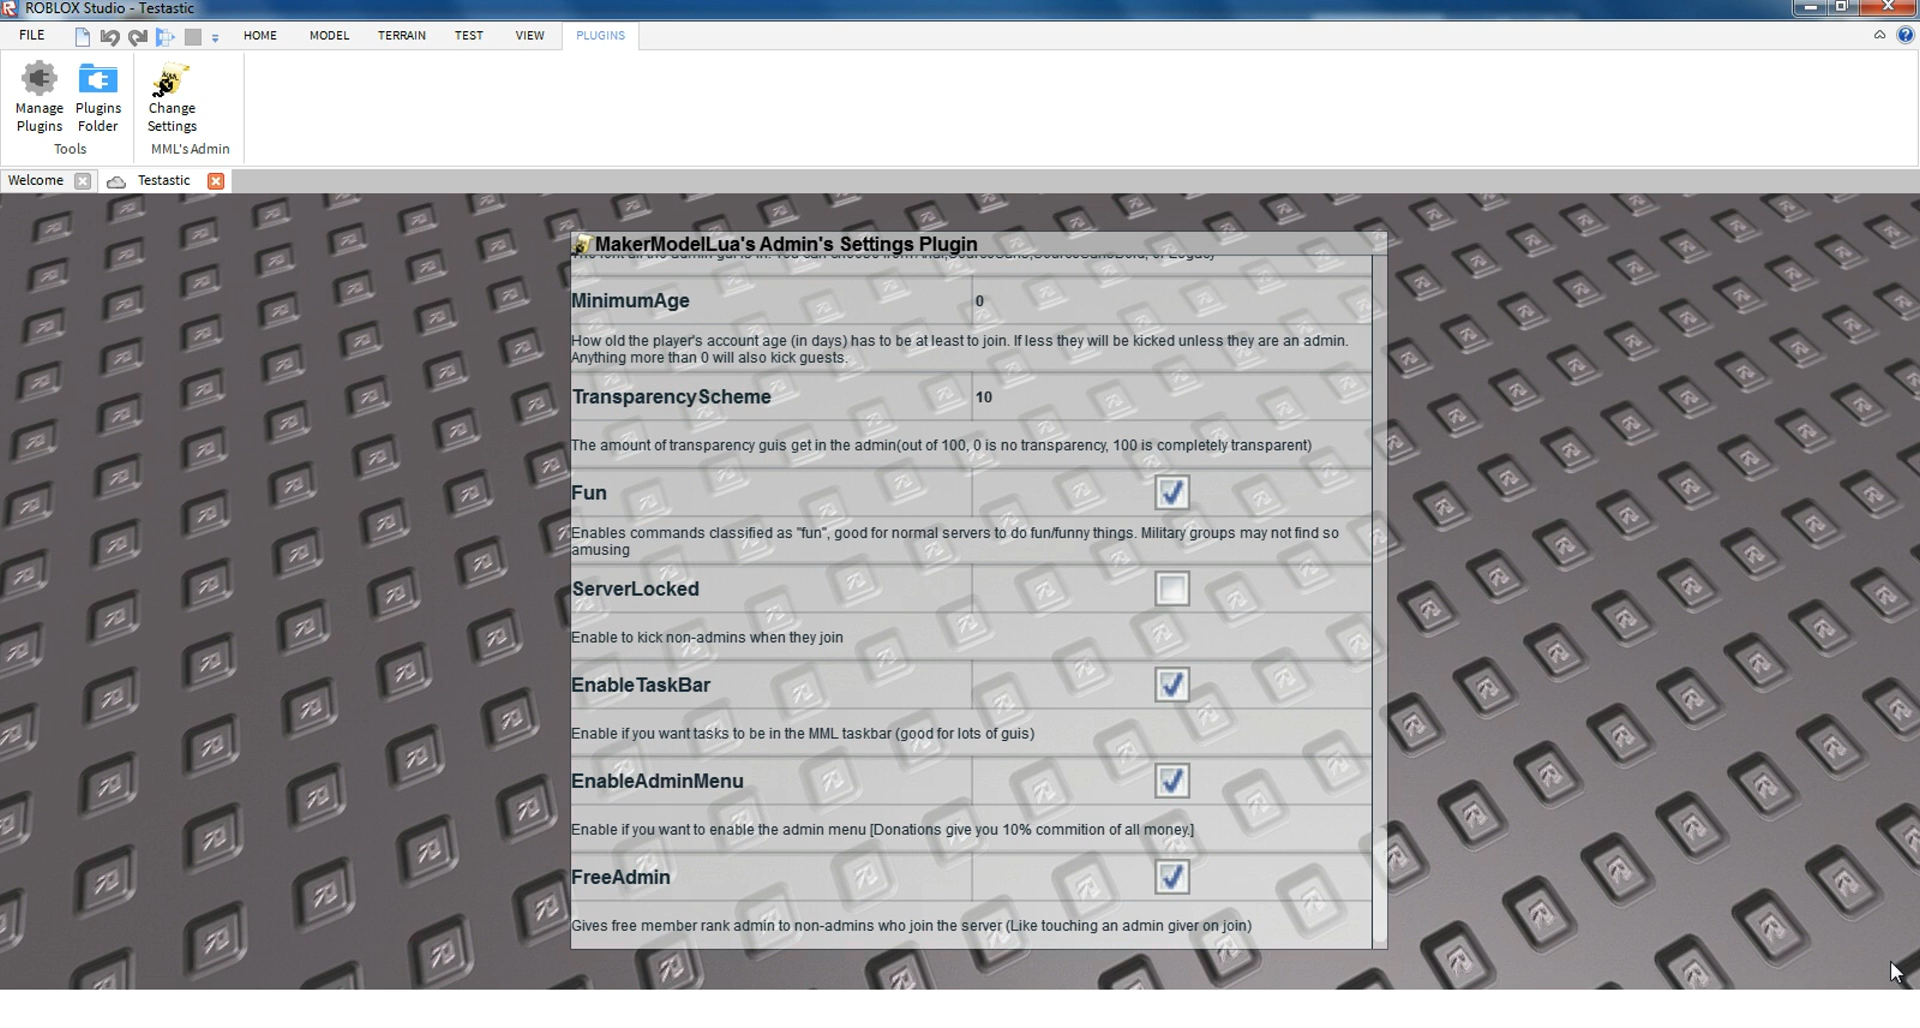 ROBLOX Studio - Testastic
FILE
HOME
MODEL
TERRAIN
TEST
VIEW
PLUGINS
Manage
Plugins
Plugins
Folder
Change
Settings
Tools
MML's Admin
Welcome
Testastic
MakerModelLua's Admin's Settings Plugin
MinimumAge
0
How old the player's account age (in days) has to be at least to join. If less they will be kicked unless they are an admin.
Anything more than 0 will also kick guests.
TransparencyScheme
10
The amount of transparency guis get in the admin(out of 100, 0 is no transparency, 100 is completely transparent)
Fun
Enables commands classified as "fun", good for normal servers to do fun/funny things. Military groups may not find so
amusing
ServerLocked
Enable to kick non-admins when they join
EnableTaskBar
Enable if you want tasks to be in the MML taskbar (good for lots of guis)
EnableAdminMenu
Enable if you want to enable the admin menu [Donations give you 10% commition of all money.]
FreeAdmin
Gives free member rank admin to non-admins who join the server (Like touching an admin giver on join)